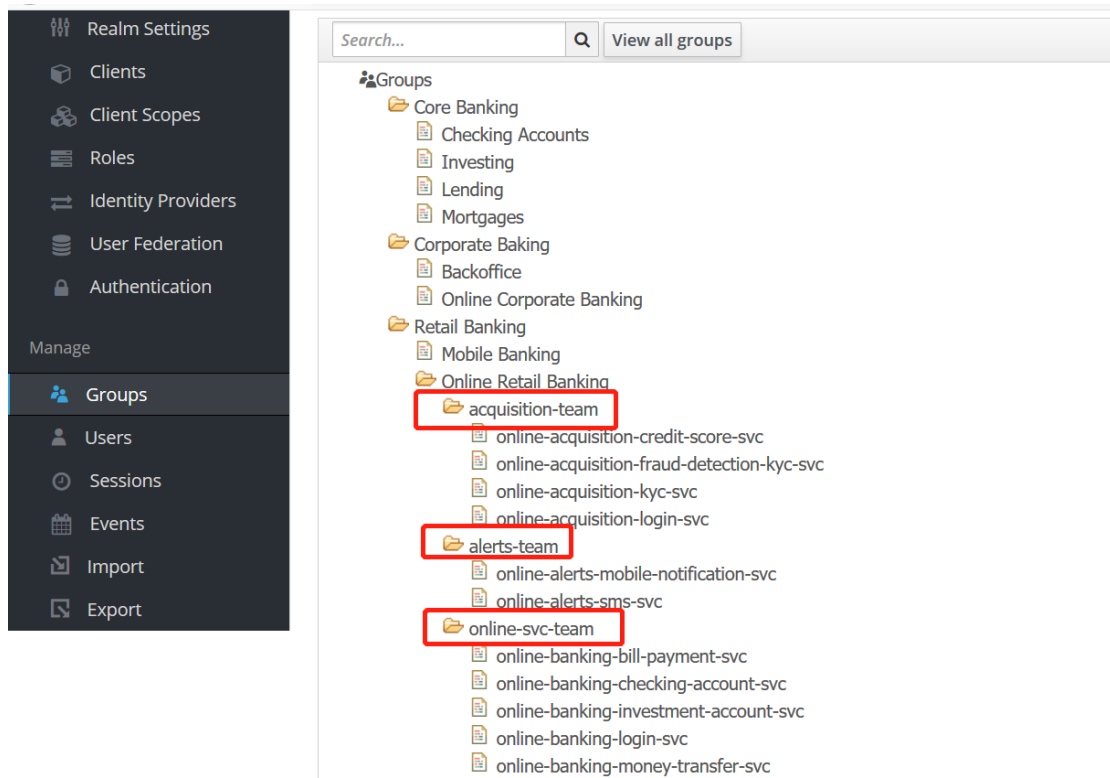 Realm Settings
Clients
Client Scopes
Roles
Identity Providers
User Federation
Authentication
Manage
Groups
Users
Sessions
Events
Import
Export
Search...
View all groups
Groups
Core Banking
Checking Accounts
Investing
Lending
Mortgages
Corporate Baking
Backoffice
Online Corporate Banking
Retail Banking
Mobile Banking
Online Retail Banking
acquisition-team
online-acquisition-credit-score-svc
online-acquisition-fraud-detection-kyc-svc
online-acquisition-kyc-svc
online-acquisition-login-svc
alerts-team
online-alerts-mobile-notification-svc
online-alerts-sms-svc
online-svc-team
online-banking-bill-payment-svc
online-banking-checking-account-svc
online-banking-investment-account-svc
online-banking-login-svc
online-banking-money-transfer-svc